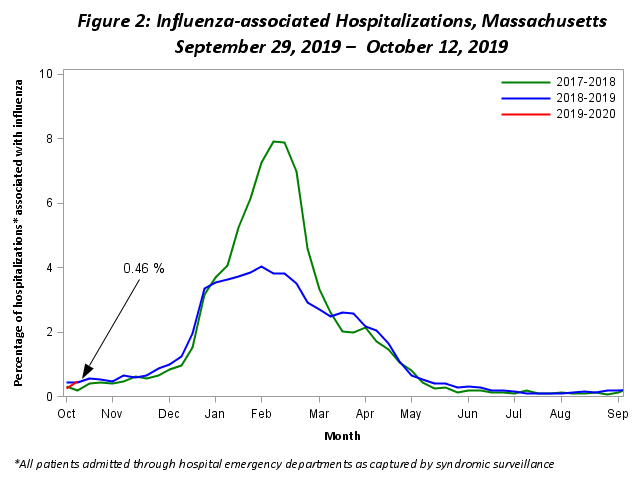 Figure 2: Influenza-associated Hospitalizations, Massachusetts
September 29, 2019 – October 12, 2019
Percentage of hospitalizations* associated with influenza
10
8
6
4
2
0
2017-2018
2018-2019
2019-2020
0.46 %
Oct Nov Dec Jan Feb Mar Apr May Jun Jul Aug Sep
Month
*All patients admitted through hospital emergency departments as captured by syndromic surveillance